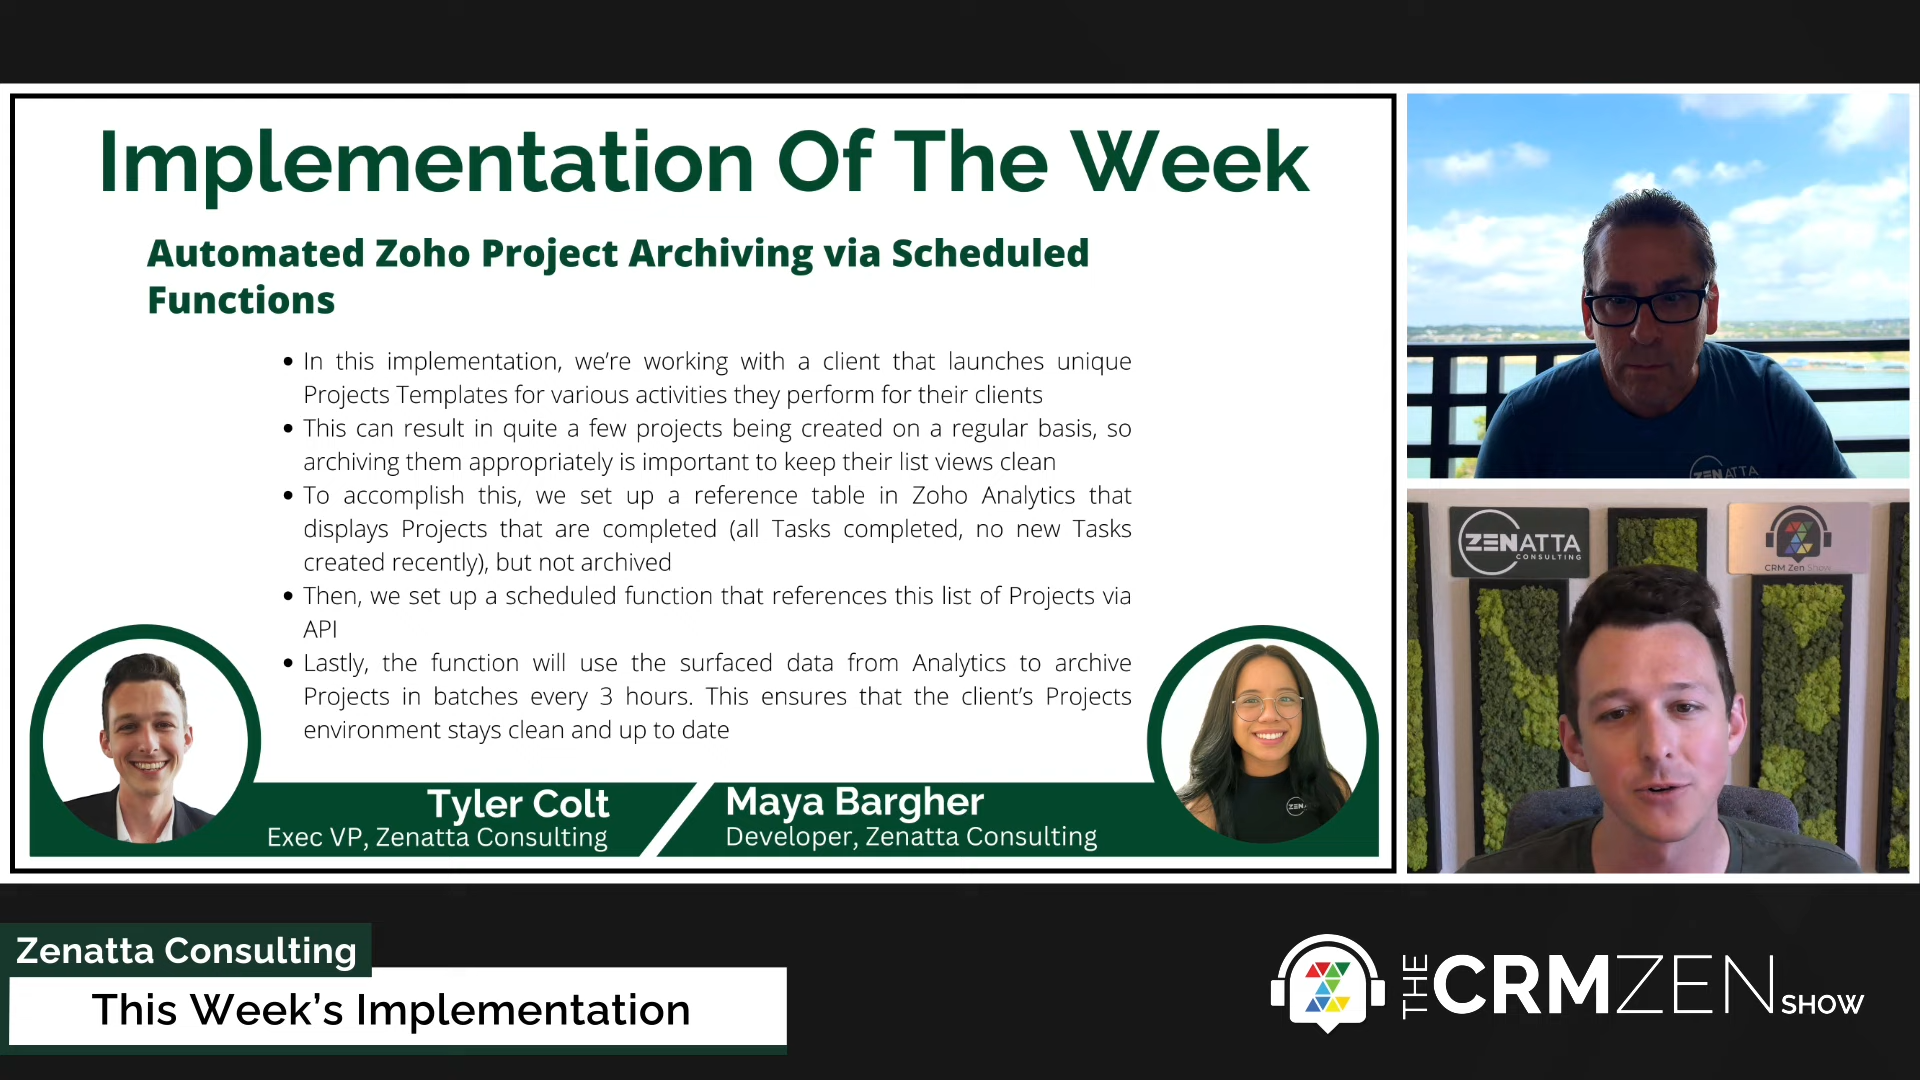 Implementation Of The Week
Automated Zoho Project Archiving via Scheduled
Functions
• In this implementation, we’re working with a client that launches unique
Projects Templates for various activities they perform for their clients
• This can result in quite a few projects being created on a regular basis, so
archiving them appropriately is important to keep their list views clean
• To accomplish this, we set up a reference table in Zoho Analytics that
displays Projects that are completed (all Tasks completed, no new Tasks
created recently), but not archived
• Then, we set up a scheduled function that references this list of Projects via
API
• Lastly, the function will use the surfaced data from Analytics to archive
Projects in batches every 3 hours. This ensures that the client’s Projects
environment stays clean and up to date
Tyler Colt
Exec VP, Zenatta Consulting
Maya Bargher
Developer, Zenatta Consulting
ZEN
ZENATTA
ZENATTA
CONSULTING
CRM Zen Show
Zenatta Consulting
This Week’s Implementation
THE CRMZEN SHOW